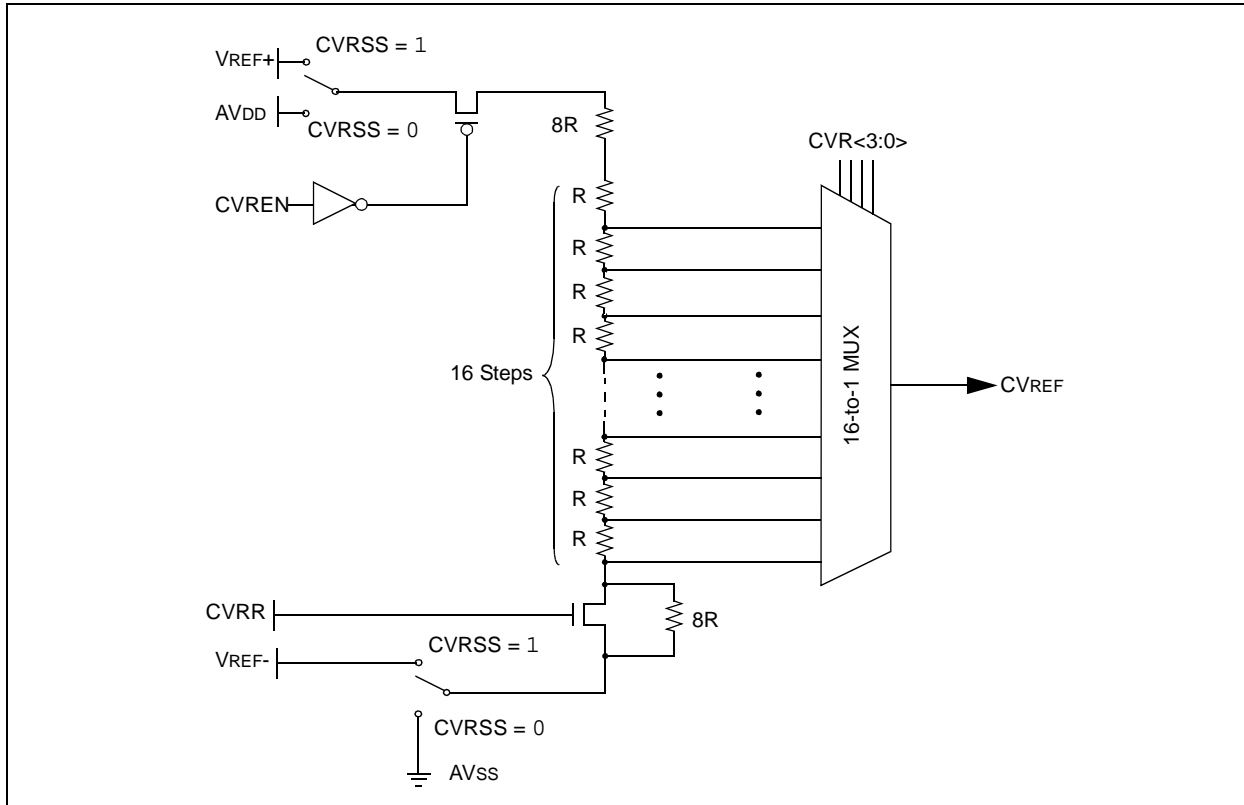 CVRSS = 1
VREF+
AVDD
CVRSS = 0
8R
CVR<3:0>
CVREN
R
R
R
R
16 Steps
16-to-1 MUX
CVREF
R
R
R
CVRR
8R
CVRSS = 1
VREF-
CVRSS = 0
AVSS